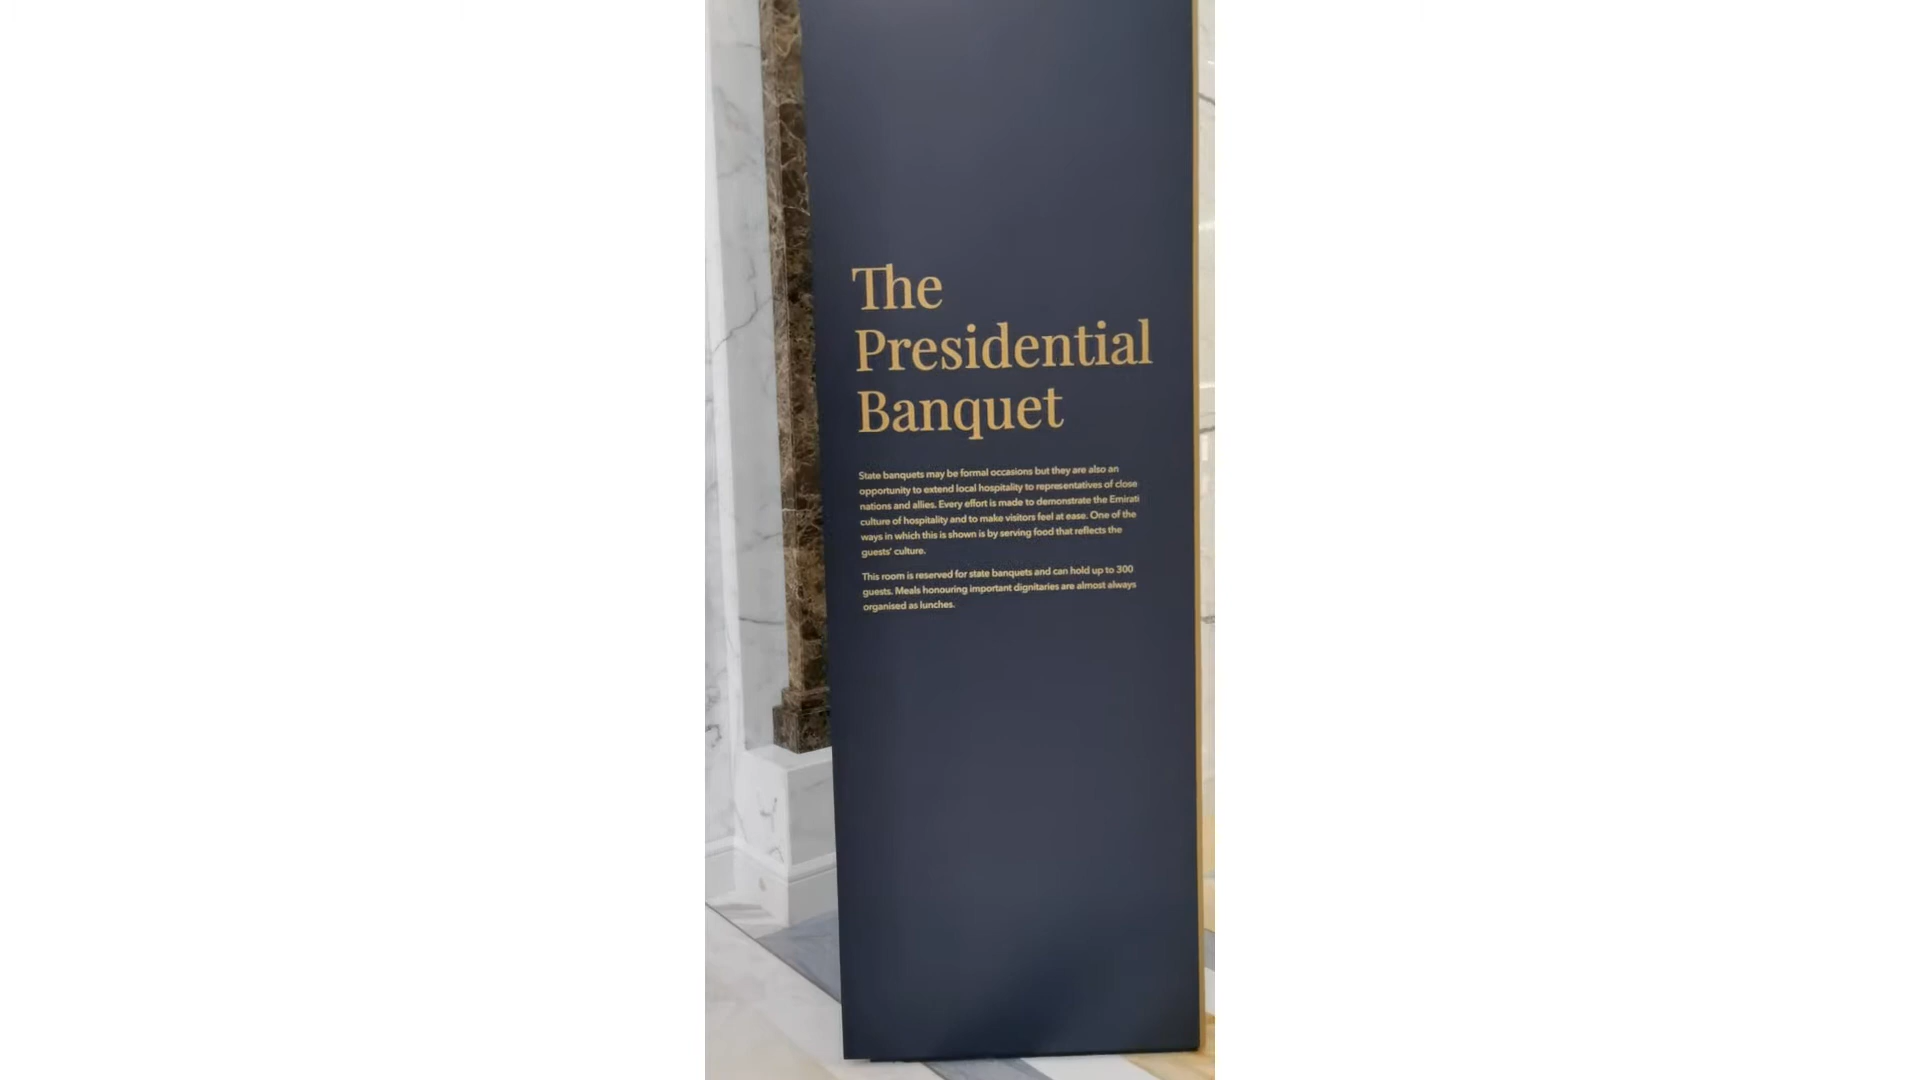 The
Presidential
Banquet
State banquets may be formal occasions but they are also an
opportunity to extend local hospitality to representatives of close
nations and allies. Every effort is made to demonstrate the Emirati
culture of hospitality and to make visitors feel at ease. One of the
ways in which this is shown is by serving food that reflects the
guests' culture.
This room is reserved for state banquets and can hold up to 300
guests. Meals honouring important dignitaries are almost always
organised as lunches.